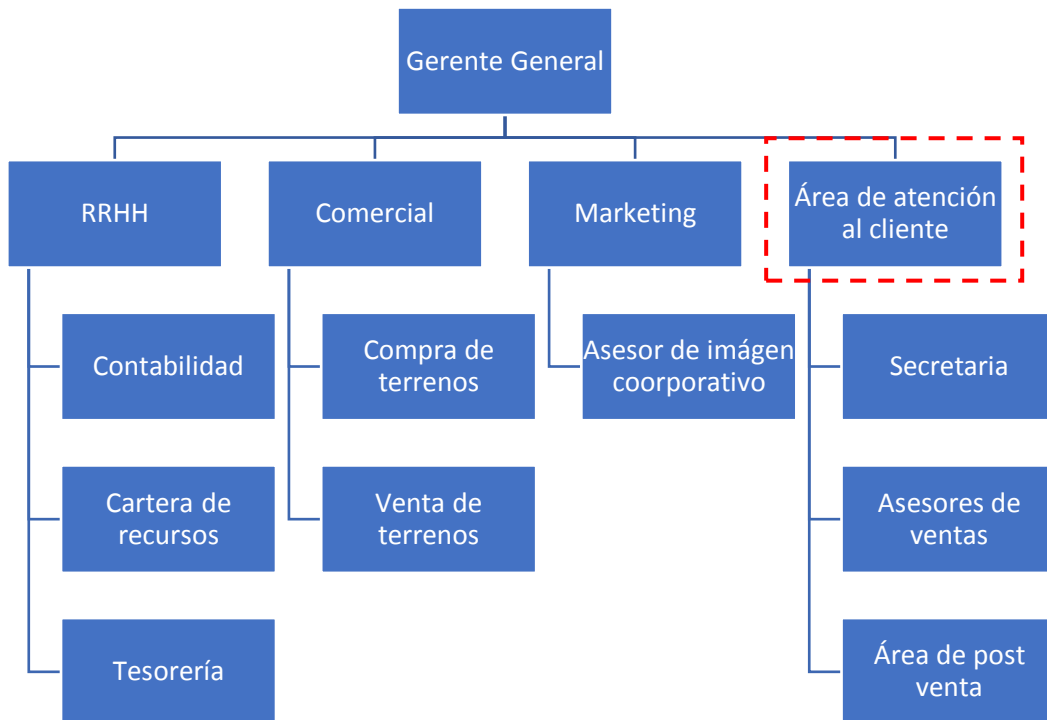 Gerente General
RRHH
Comercial
Marketing
Área de atención
al cliente
Contabilidad
Compra de
terrenos
Asesor de imágen
coorporativo
Secretaria
Cartera de
recursos
Venta de
terrenos
Asesores de
ventas
Tesorería
Área de post
venta